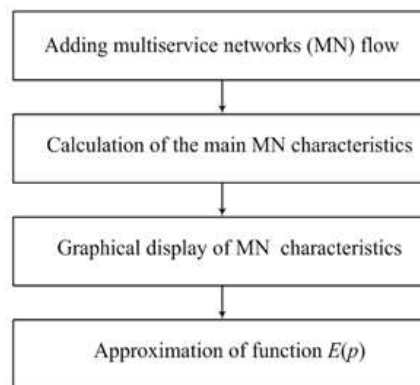 Adding multiservice networks (MN) flow
Calculation of the main MN characteristics
Graphical display of MN characteristics
Approximation of function E(p)